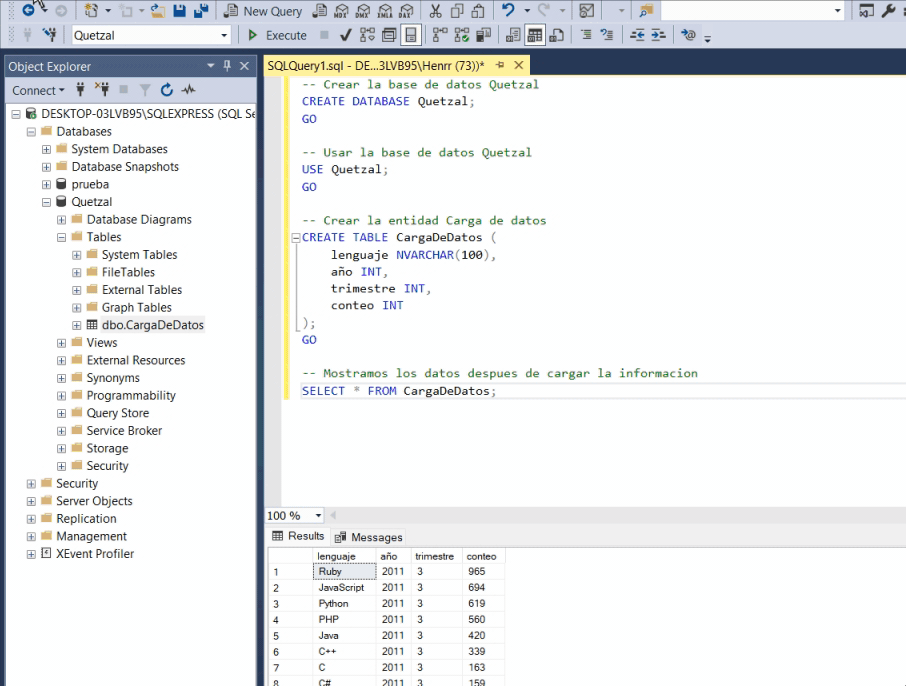 New Query MDX DMX XMLA DAX
Quetzal Execute
Object Explorer
Connect
DESKTOP-03LVB95\SQLEXPRESS (SQL Se
Databases
System Databases
Database Snapshots
prueba
Quetzal
Database Diagrams
Tables
System Tables
FileTables
External Tables
Graph Tables
dbo.CargaDeDatos
Views
External Resources
Synonyms
Programmability
Query Store
Service Broker
Storage
Security
Security
Server Objects
Replication
Management
XEvent Profiler
SQLQuery1.sql - DE...3LVB95\Henrr (73))*
-- Crear la base de datos Quetzal
CREATE DATABASE Quetzal;
GO
-- Usar la base de datos Quetzal
USE Quetzal;
GO
-- Crear la entidad Carga de datos
CREATE TABLE CargaDeDatos (
lenguaje NVARCHAR(100),
año INT,
trimestre INT,
conteo INT
);
GO
-- Mostramos los datos despues de cargar la informacion
SELECT * FROM CargaDeDatos;
100 %
Results Messages
lenguaje año trimestre conteo
1 Ruby 2011 3 965
2 JavaScript 2011 3 694
3 Python 2011 3 619
4 PHP 2011 3 560
5 Java 2011 3 420
6 C++ 2011 3 339
7 C 2011 3 163
8 C# 2011 3 159